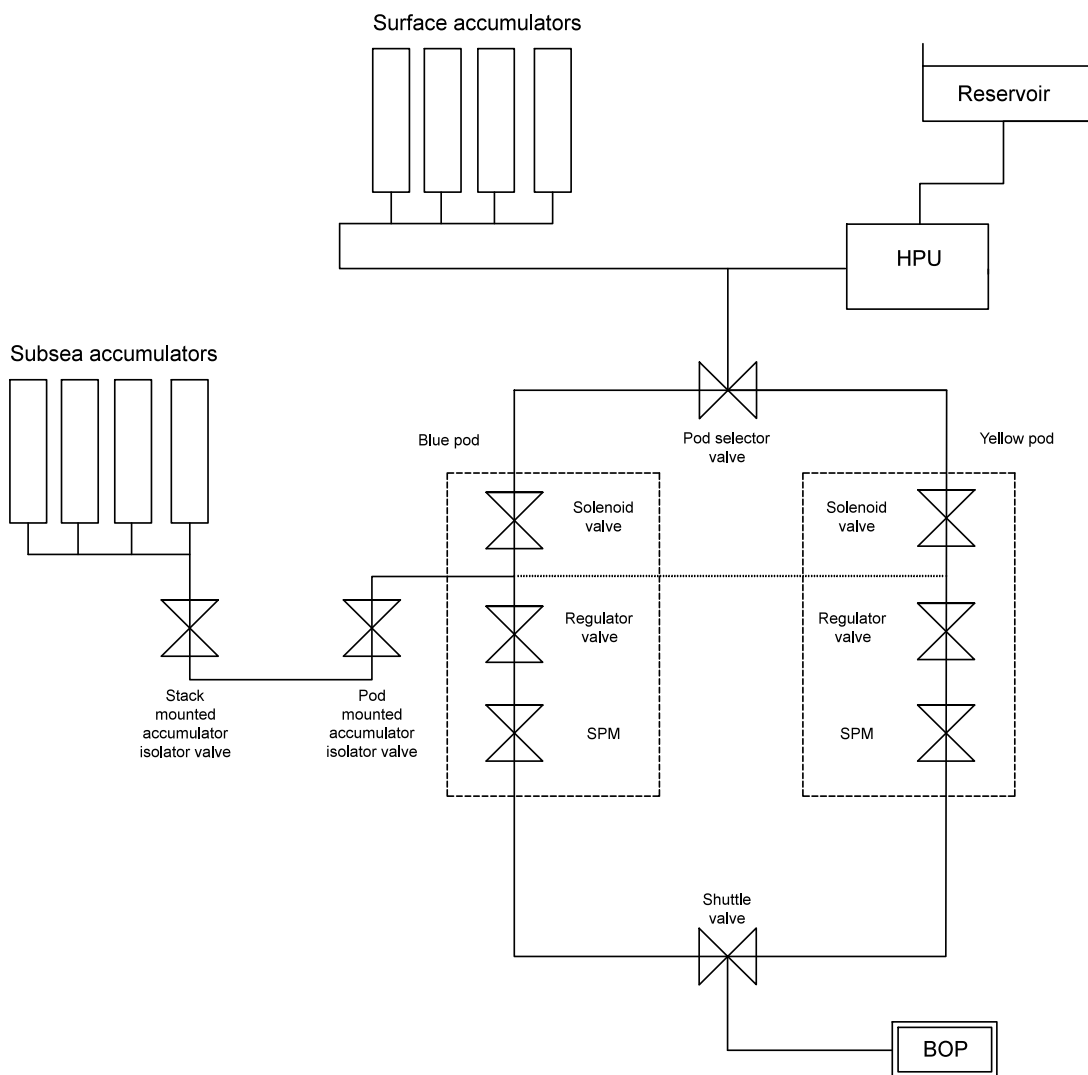 Surface accumulators
Reservoir
HPU
Subsea accumulators
Blue pod
Pod selector
valve
Yellow pod
Solenoid
valve
Solenoid
valve
Regulator
valve
Regulator
valve
Stack
mounted
accumulator
isolator valve
Pod
mounted
accumulator
isolator valve
SPM
SPM
Shuttle
valve
BOP